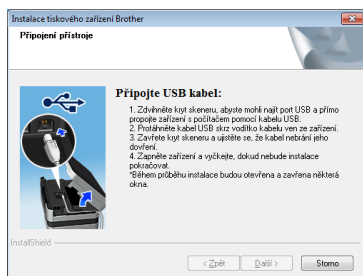 Instalace tiskového zařízení Brother
Připojení přístroje
Připojte USB kabel:
1. Zdvihněte kryt skeneru, abyste mohli najít port USB a přímo
propojte zařízení s počítačem pomocí kabelu USB.
2. Protáhněte kabel USB skrz vodítko kabelu ven ze zařízení.
3. Zavřete kryt skeneru a ujistěte se, že kabel nebrání jeho
dovření.
4. Zapněte zařízení a vyčkejte, dokud nebude instalace
pokračovat.
*Během průběhu instalace budou otevřena a zavřena některá
okna.
InstallShield
< Zpět
Další >
Storno